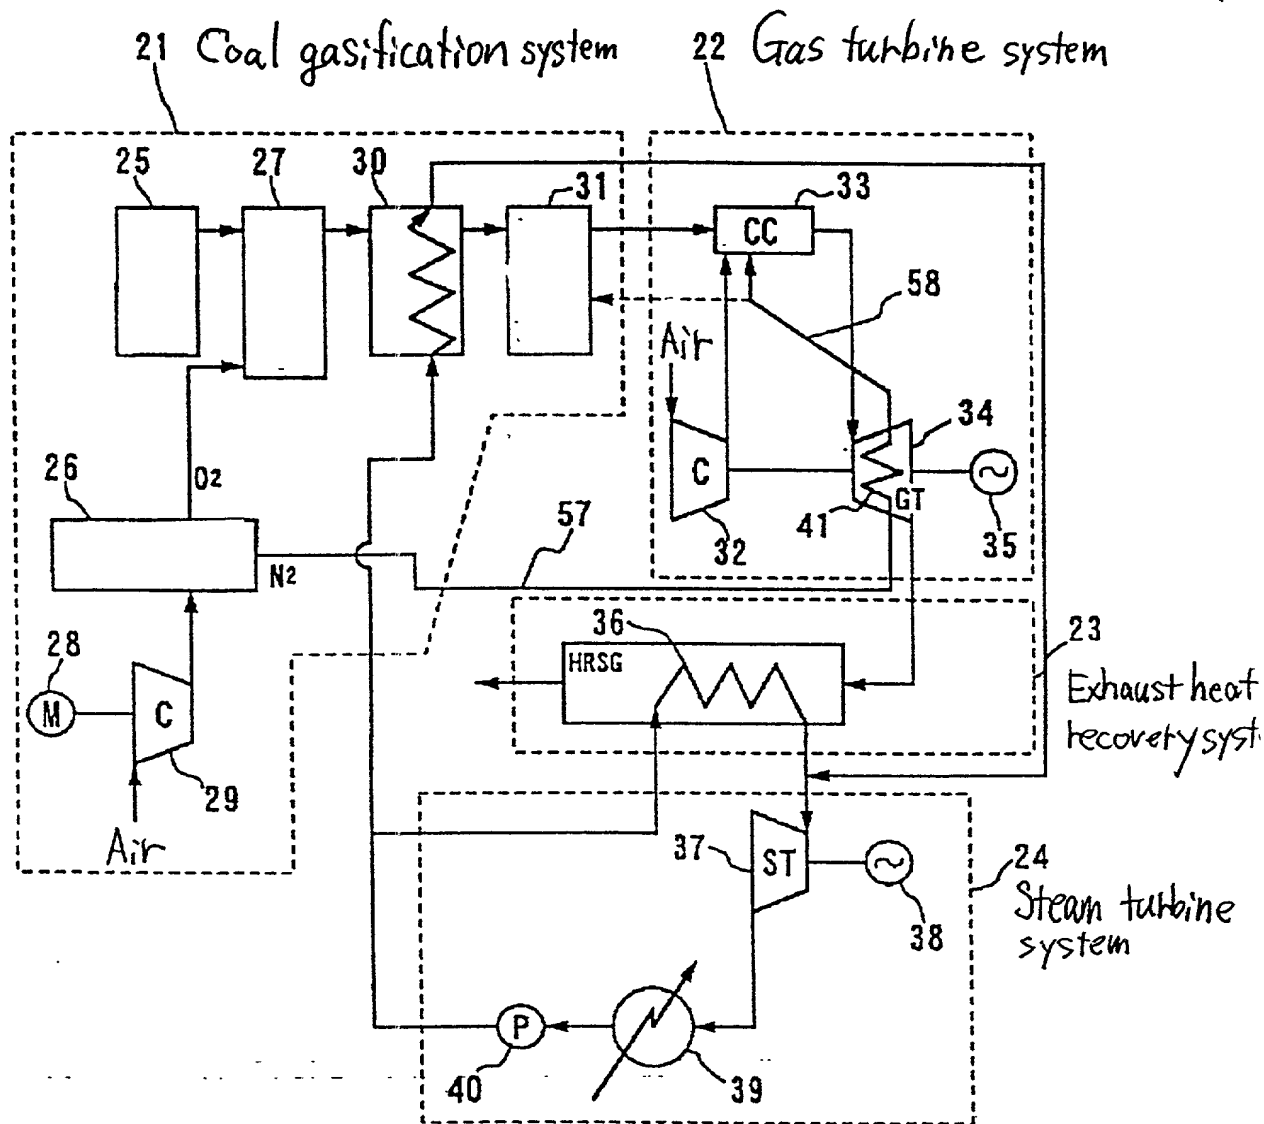 21 Coal gasification system
22 Gas turbine system
25
27
30
31
33
CC
58
Air
34
C
GT
41
32
35
26
O2
N2
57
28
M
C
29
Air
36
HRSG
23
Exhaust heat
recovery syst
37
ST
38
24
Steam turbine
system
P
40
39